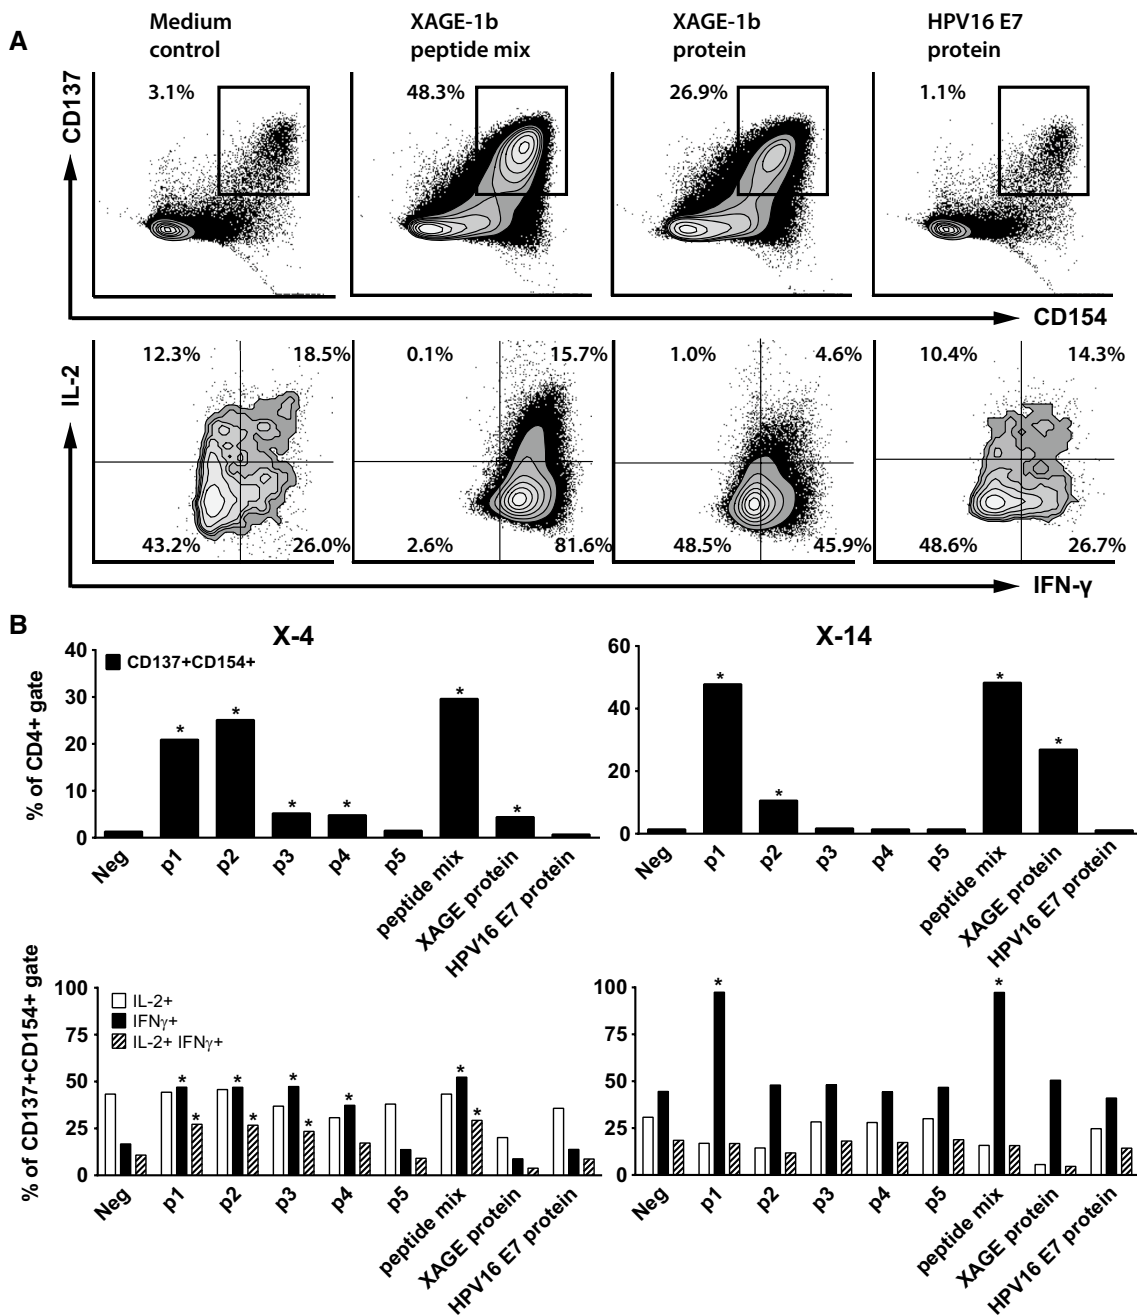 A
Medium
control
XAGE-1b
peptide mix
XAGE-1b
protein
HPV16 E7
protein
CD137
3.1%
48.3%
26.9%
1.1%
CD154
IL-2
12.3%
18.5%
0.1%
15.7%
1.0%
4.6%
10.4%
14.3%
43.2%
26.0%
2.6%
81.6%
48.5%
45.9%
48.6%
26.7%
IFN-γ
B
X-4
% of CD4+ gate
40
30
20
10
0
CD137+CD154+
*
*
*
*
*
*
Neg
p1
p2
p3
p4
p5
peptide mix
XAGE protein
HPV16 E7 protein
X-14
60
40
20
0
*
*
*
*
Neg
p1
p2
p3
p4
p5
peptide mix
XAGE protein
HPV16 E7 protein
% of CD137+CD154+ gate
100
75
50
25
0
IL-2+
IFNγ+
IL-2+ IFNγ+
*
*
*
*
*
*
*
*
*
Neg
p1
p2
p3
p4
p5
peptide mix
XAGE protein
HPV16 E7 protein
100
75
50
25
0
*
*
Neg
p1
p2
p3
p4
p5
peptide mix
XAGE protein
HPV16 E7 protein